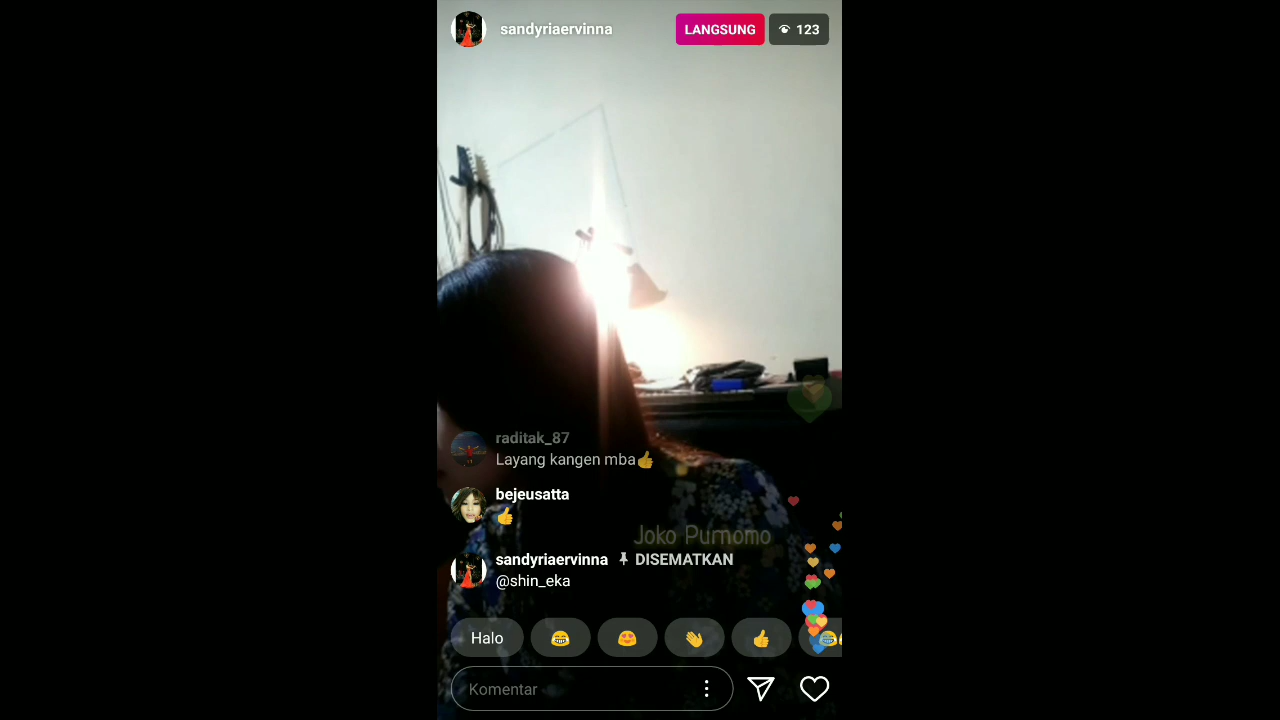 sandyriaervinna LANGSUNG 123
raditak_87
Layang kangen mba👍
bejeusatta
👍
Joko Purnomo
sandyriaervinna DISEMATKAN
@shin_eka
Halo 😂 😍 👋 👍 😂
Komentar